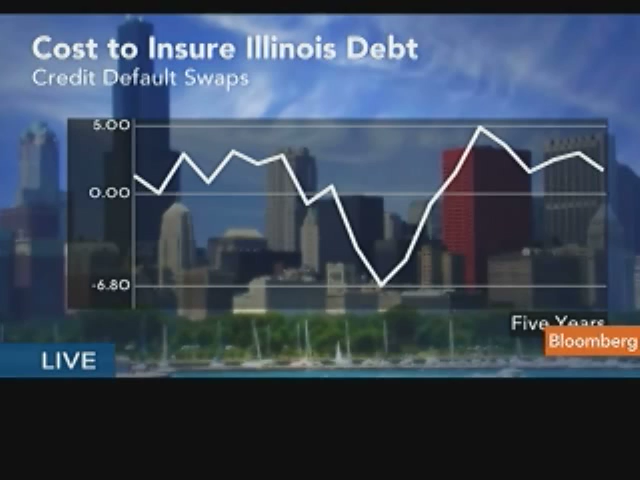 Cost to Insure Illinois Debt
Credit Default Swaps
5.00
0.00
-6.80
Five Years
Bloomberg
LIVE